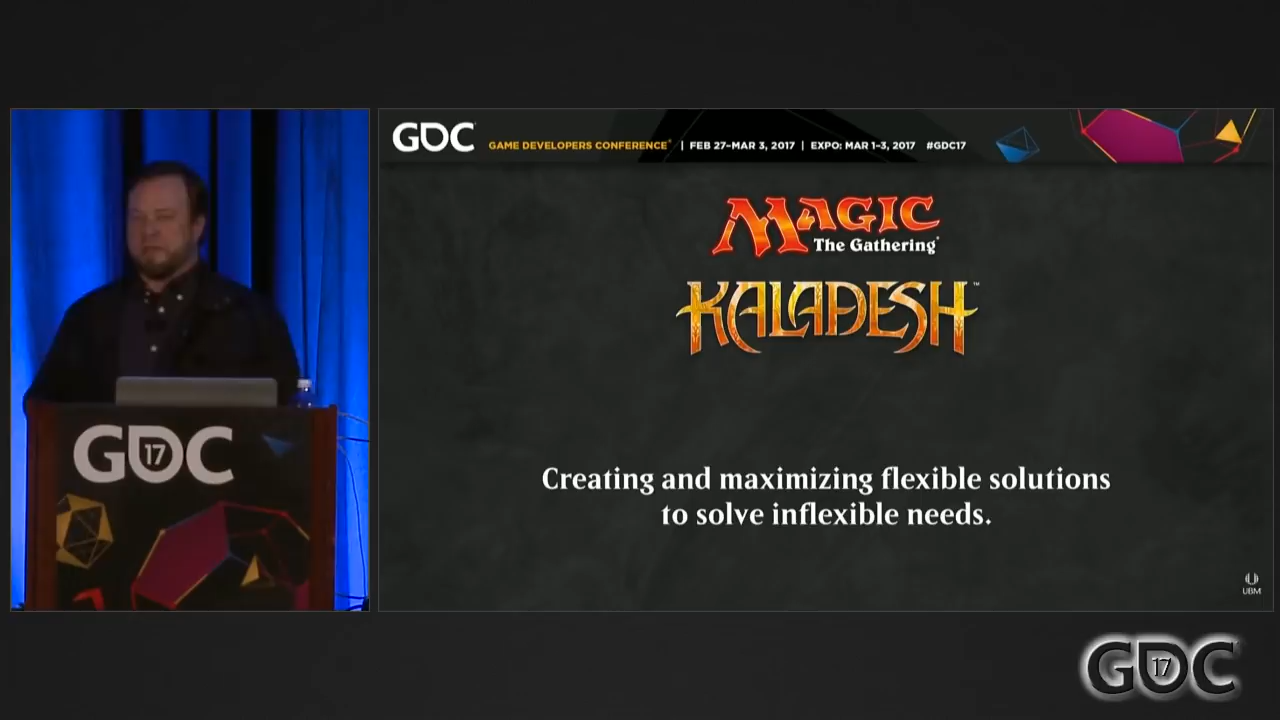 GDC
GAME DEVELOPERS CONFERENCE® | FEB 27–MAR 3, 2017 | EXPO: MAR 1–3, 2017 #GDC17
MAGIC
The Gathering®
KALADESH™
Creating and maximizing flexible solutions
to solve inflexible needs.
UBM
GDC
17
GDC
17